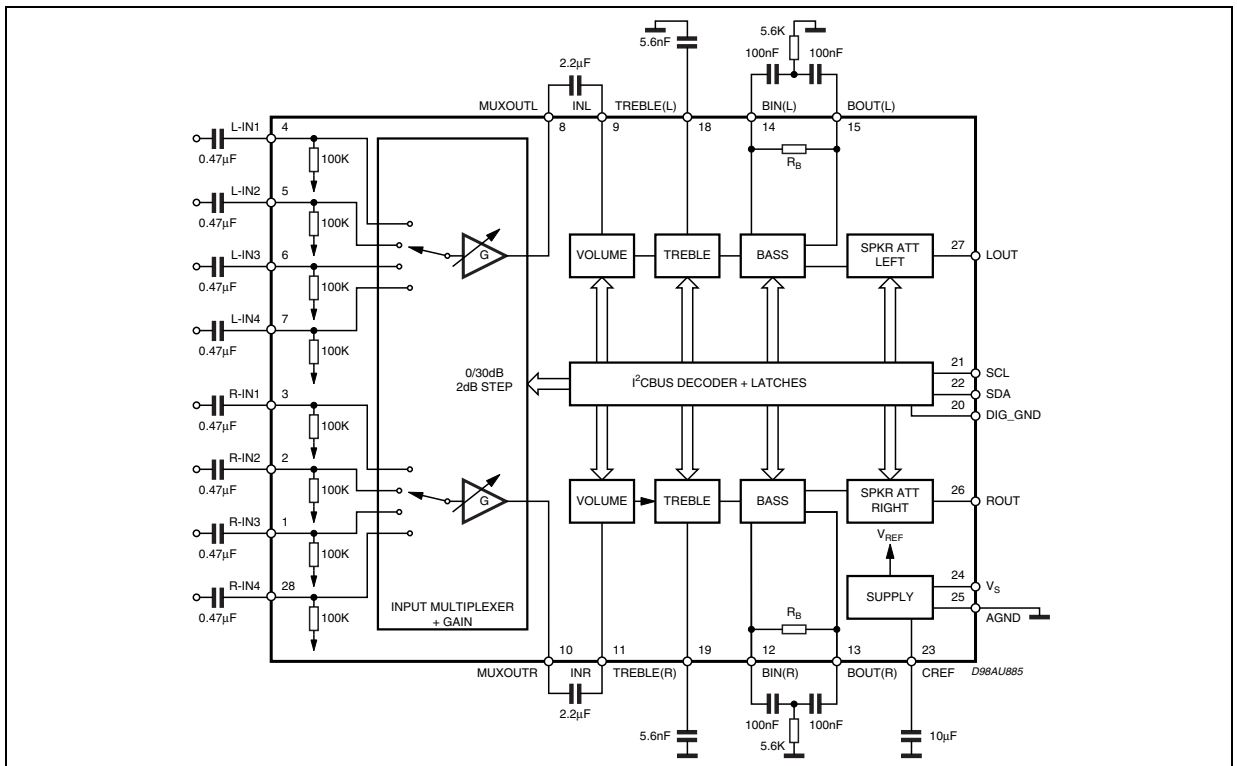 5.6nF
5.6K
100nF
100nF
2.2μF
MUXOUTL
INL
TREBLE(L)
BIN(L)
BOUT(L)
8
9
18
14
15
L-IN1
4
0.47μF
100K
R_B
L-IN2
5
0.47μF
100K
L-IN3
6
0.47μF
100K
G
VOLUME
TREBLE
BASS
SPKR ATT
LEFT
27
LOUT
L-IN4
7
0.47μF
100K
0/30dB
2dB STEP
I²CBUS DECODER + LATCHES
21
SCL
22
SDA
20
DIG_GND
R-IN1
3
0.47μF
100K
R-IN2
2
0.47μF
100K
G
VOLUME
TREBLE
BASS
SPKR ATT
RIGHT
26
ROUT
R-IN3
1
0.47μF
100K
V_REF
R-IN4
28
0.47μF
100K
INPUT MULTIPLEXER
+ GAIN
R_B
SUPPLY
24
V_S
25
AGND
10
11
19
12
13
23
MUXOUTR
INR
TREBLE(R)
BIN(R)
BOUT(R)
CREF
D98AU885
2.2μF
5.6nF
100nF
100nF
5.6K
10μF